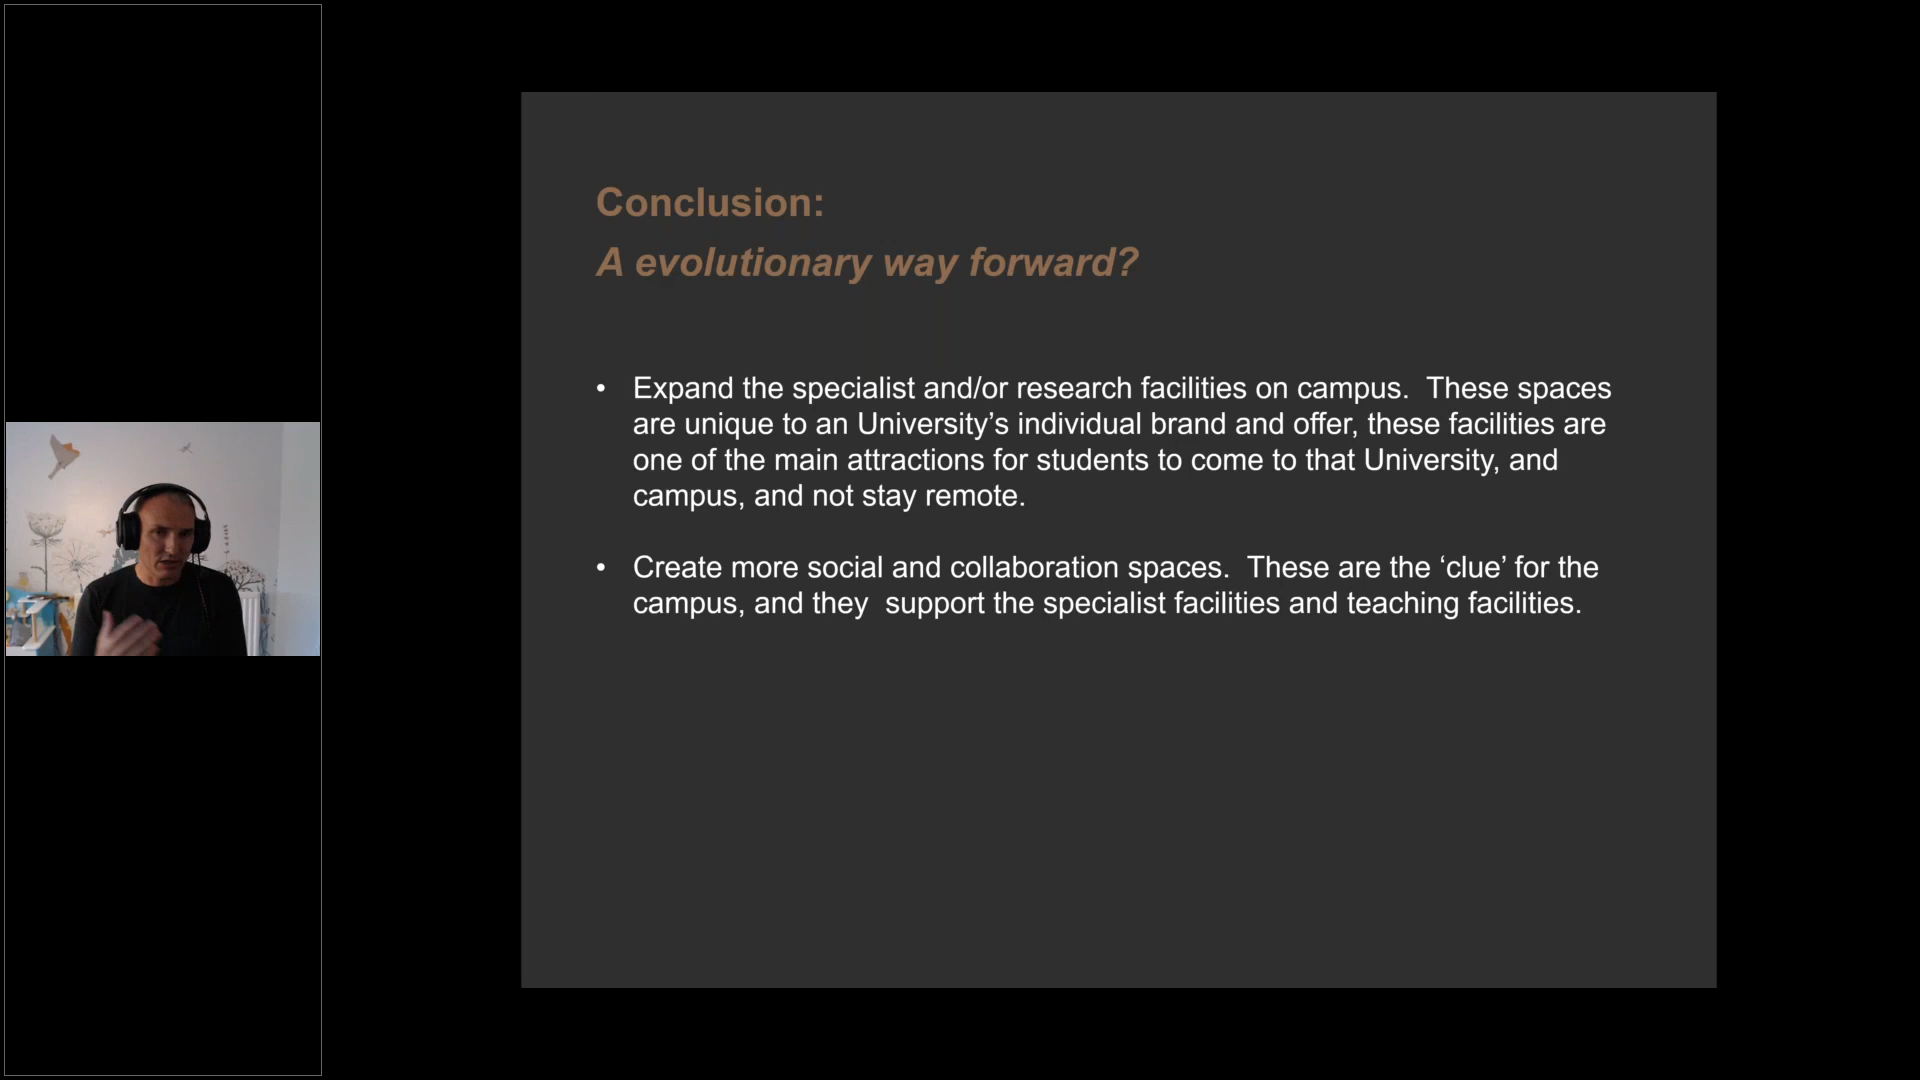 Conclusion:
A evolutionary way forward?
• Expand the specialist and/or research facilities on campus.  These spaces
are unique to an University’s individual brand and offer, these facilities are
one of the main attractions for students to come to that University, and
campus, and not stay remote.
• Create more social and collaboration spaces.  These are the ‘clue’ for the
campus, and they  support the specialist facilities and teaching facilities.